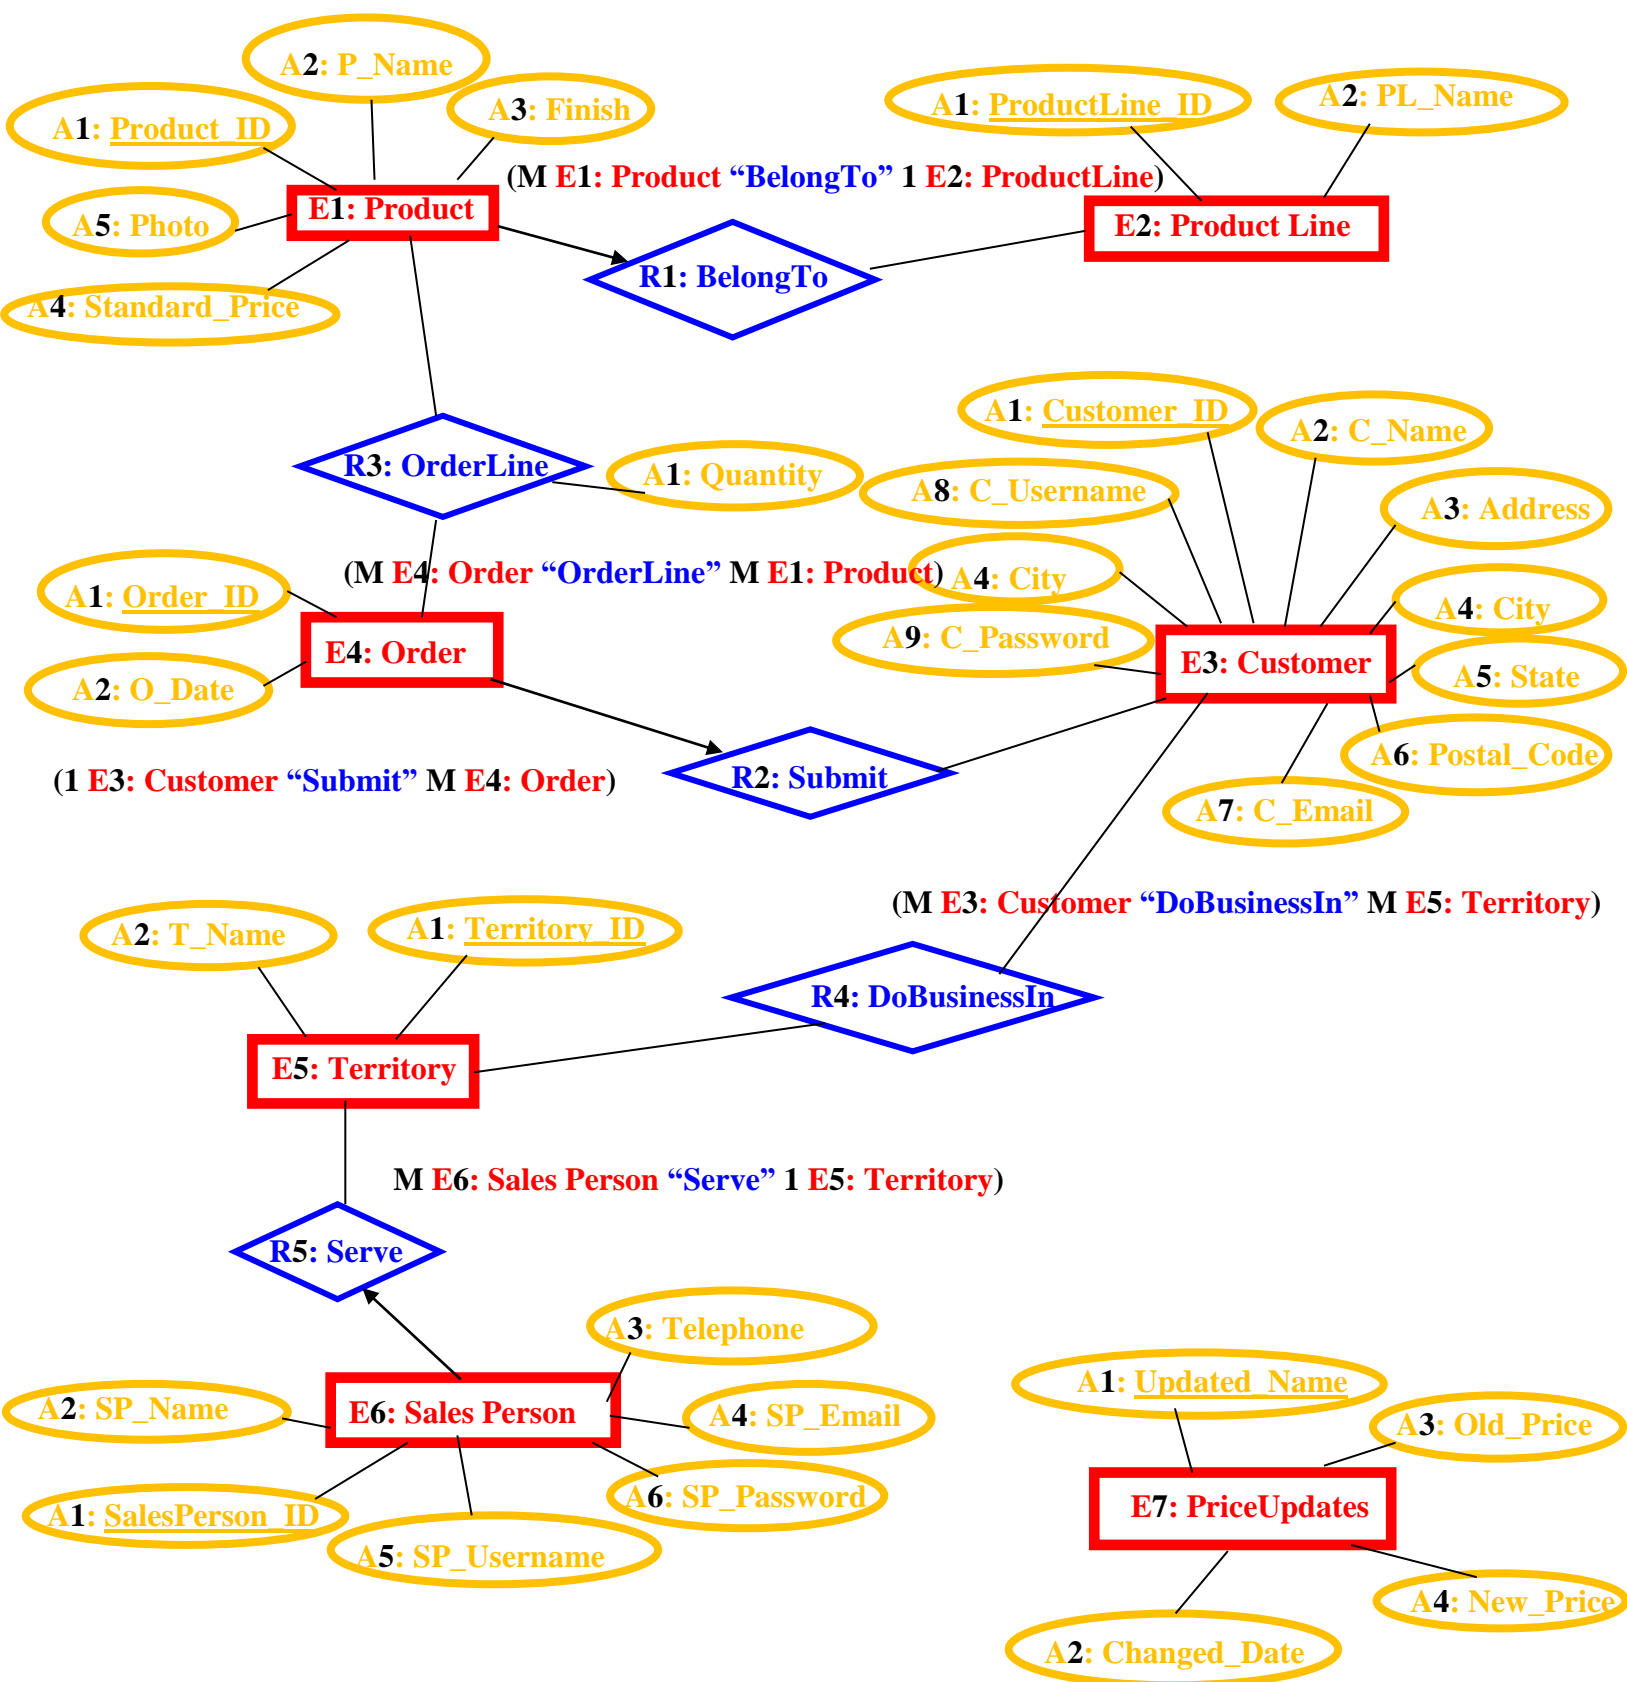 A2: P_Name
A3: Finish
A1: Product_ID
A1: ProductLine_ID
A2: PL_Name
(M E1: Product “BelongTo” 1 E2: ProductLine)
E1: Product
A5: Photo
E2: Product Line
R1: BelongTo
A4: Standard_Price
A1: Customer_ID
A2: C_Name
R3: OrderLine
A1: Quantity
A8: C_Username
A3: Address
(M E4: Order “OrderLine” M E1: Product)
A4: City
A1: Order_ID
A4: City
A9: C_Password
E4: Order
E3: Customer
A5: State
A2: O_Date
A6: Postal_Code
(1 E3: Customer “Submit” M E4: Order)
R2: Submit
A7: C_Email
(M E3: Customer “DoBusinessIn” M E5: Territory)
A2: T_Name
A1: Territory_ID
R4: DoBusinessIn
E5: Territory
M E6: Sales Person “Serve” 1 E5: Territory)
R5: Serve
A3: Telephone
A1: Updated_Name
A2: SP_Name
E6: Sales Person
A4: SP_Email
A3: Old_Price
A6: SP_Password
A1: SalesPerson_ID
E7: PriceUpdates
A5: SP_Username
A4: New_Price
A2: Changed_Date